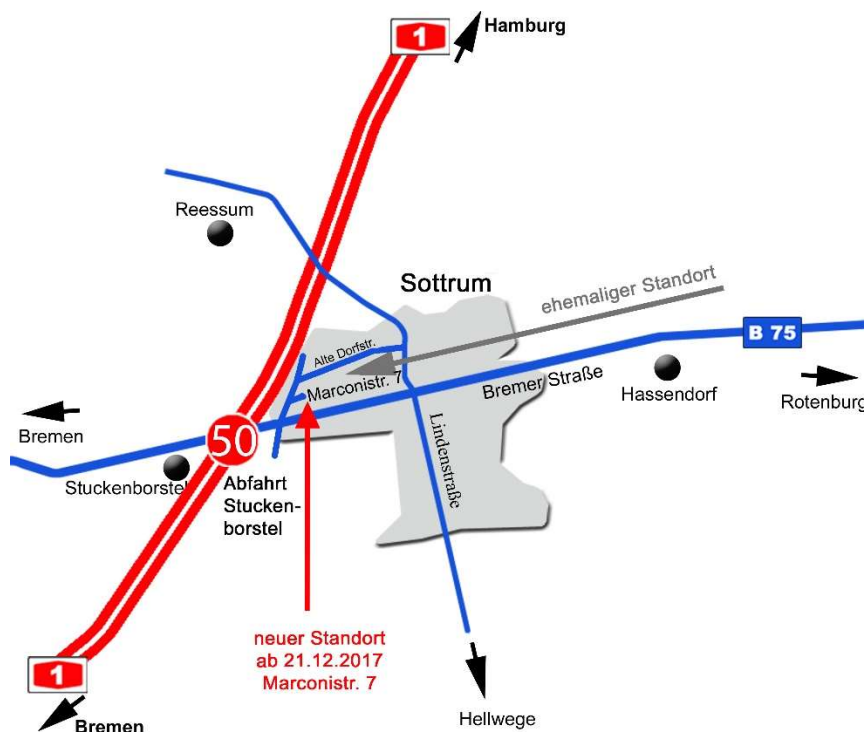 1
Hamburg
Reessum
Sottrum
ehemaliger Standort
B 75
Alte Dorfstr.
Marconistr. 7
Bremer Straße
Hassendorf
Rotenburg
Bremen
50
Stuckenborstel
Lindenstraße
Abfahrt
Stucken-
borstel
neuer Standort
ab 21.12.2017
Marconistr. 7
1
Bremen
Hellwege